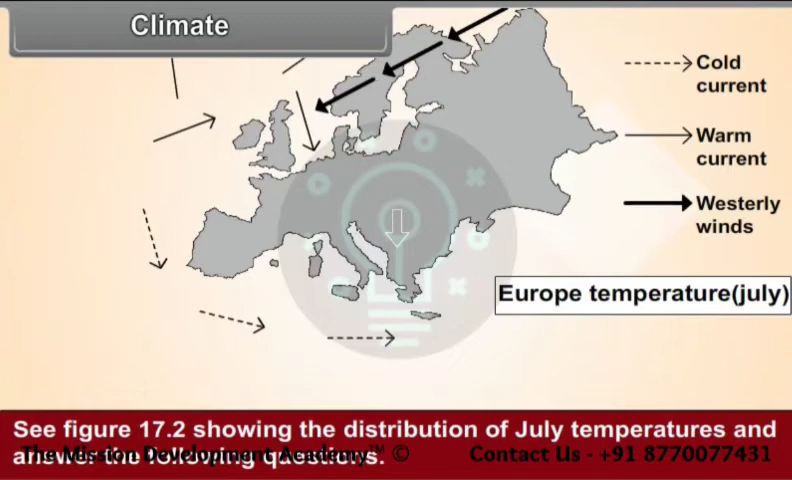 Climate
Cold
current
Warm
current
Westerly
winds
Europe temperature(july)
See figure 17.2 showing the distribution of July temperatures and
answer the following questions.
The Mission Development Academy™ © Contact Us - +91 8770077431